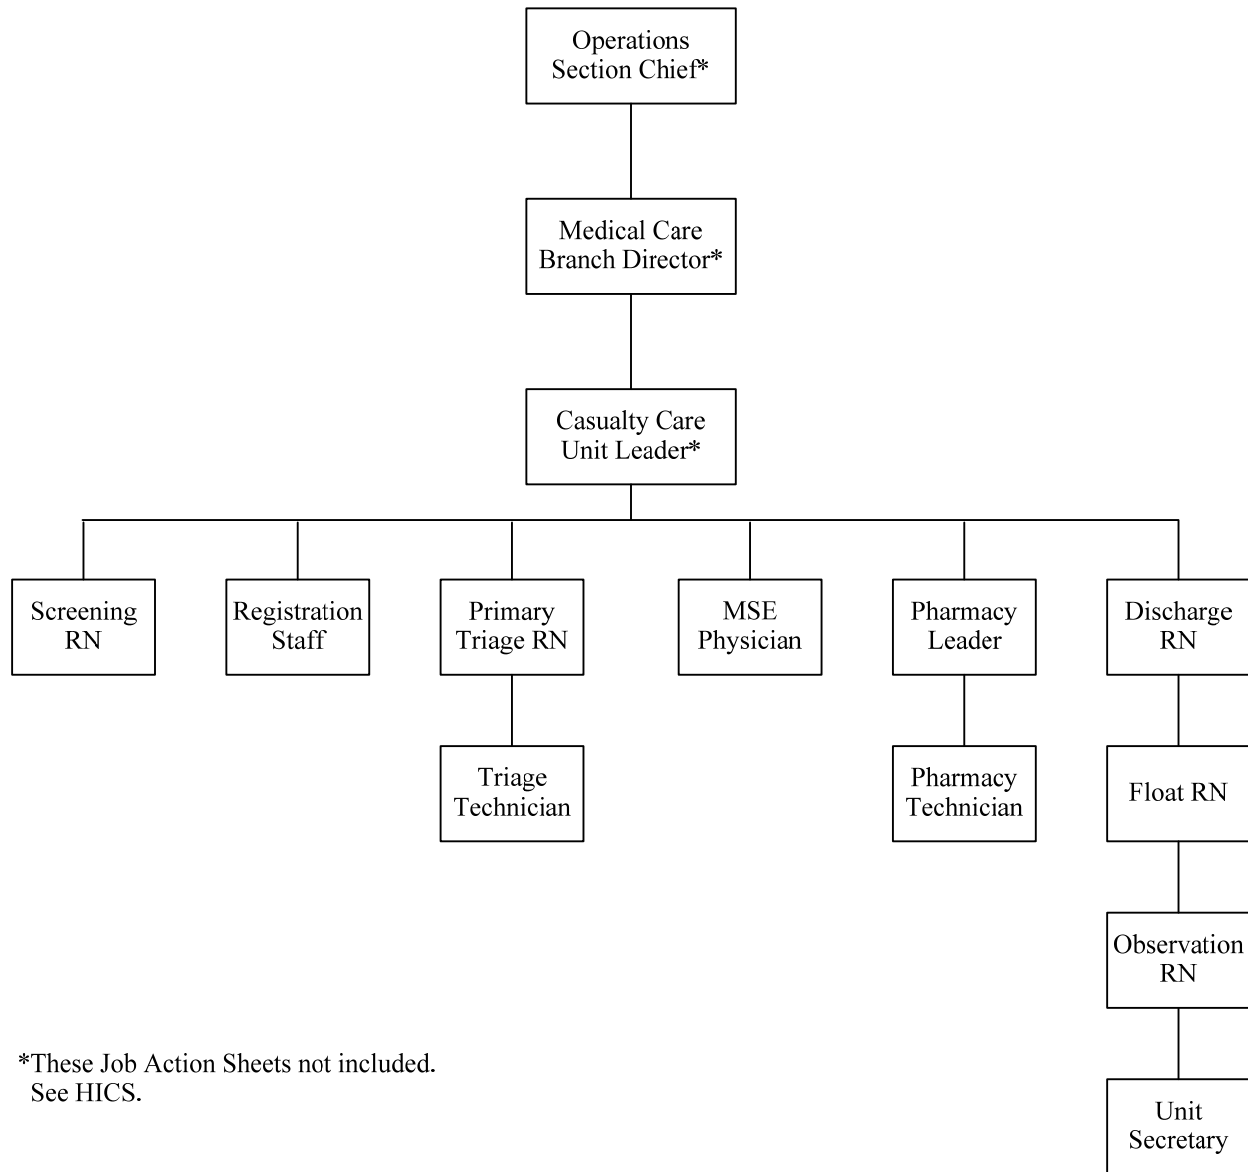 Operations
Section Chief*
Medical Care
Branch Director*
Casualty Care
Unit Leader*
Screening
RN
Registration
Staff
Primary
Triage RN
MSE
Physician
Pharmacy
Leader
Discharge
RN
Triage
Technician
Pharmacy
Technician
Float RN
Observation
RN
*These Job Action Sheets not included.
See HICS.
Unit
Secretary